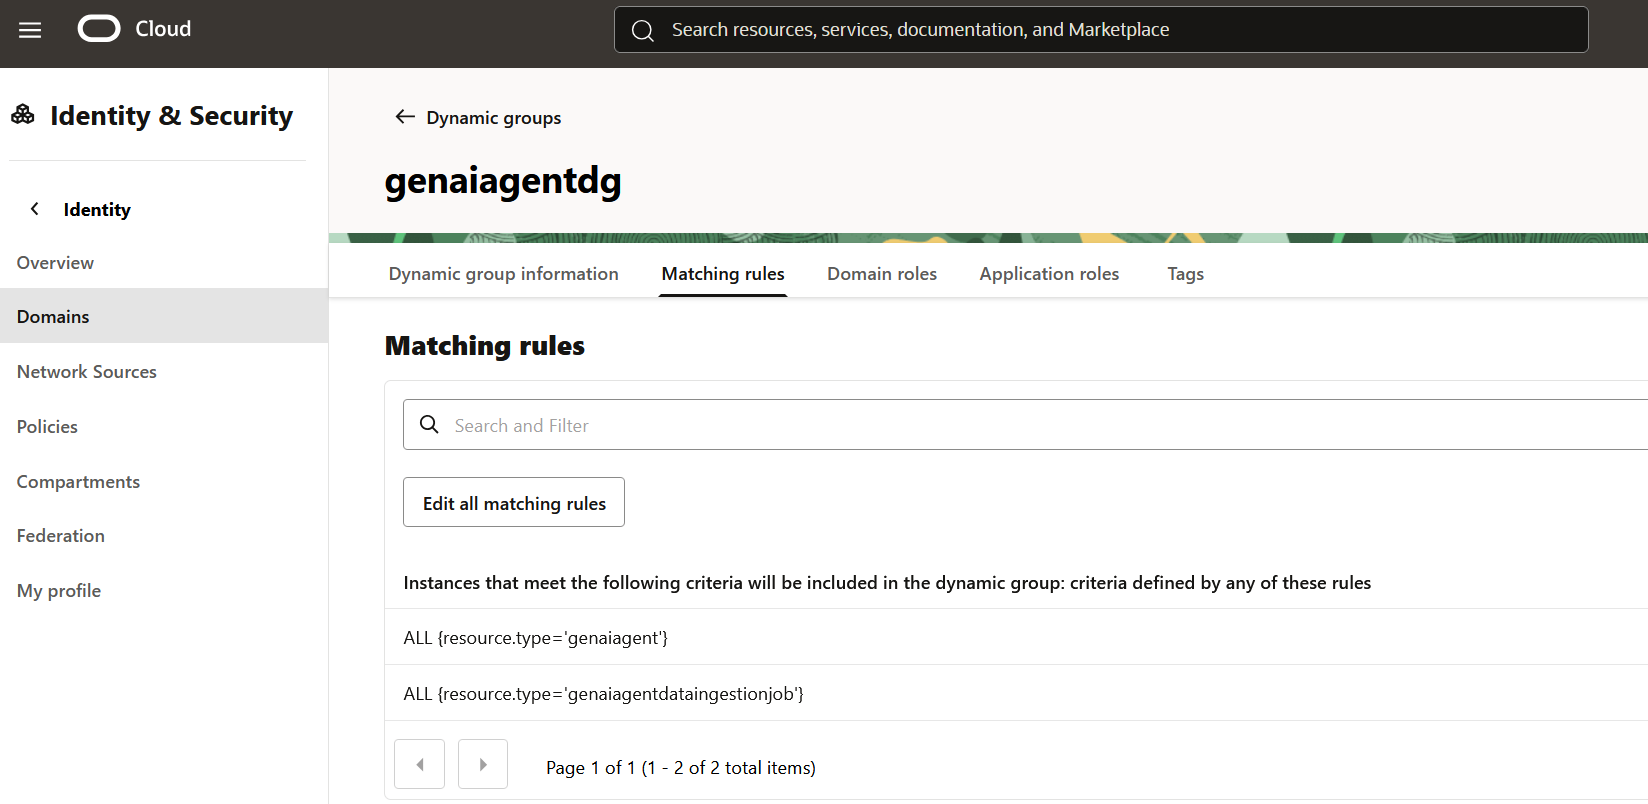 Cloud
Search resources, services, documentation, and Marketplace
Identity & Security
Identity
Overview
Domains
Network Sources
Policies
Compartments
Federation
My profile
Dynamic groups
genaiagentdg
Dynamic group information Matching rules Domain roles Application roles Tags
Matching rules
Search and Filter
Edit all matching rules
Instances that meet the following criteria will be included in the dynamic group: criteria defined by any of these rules
ALL {resource.type='genaiagent'}
ALL {resource.type='genaiagentdataingestionjob'}
Page 1 of 1 (1 - 2 of 2 total items)